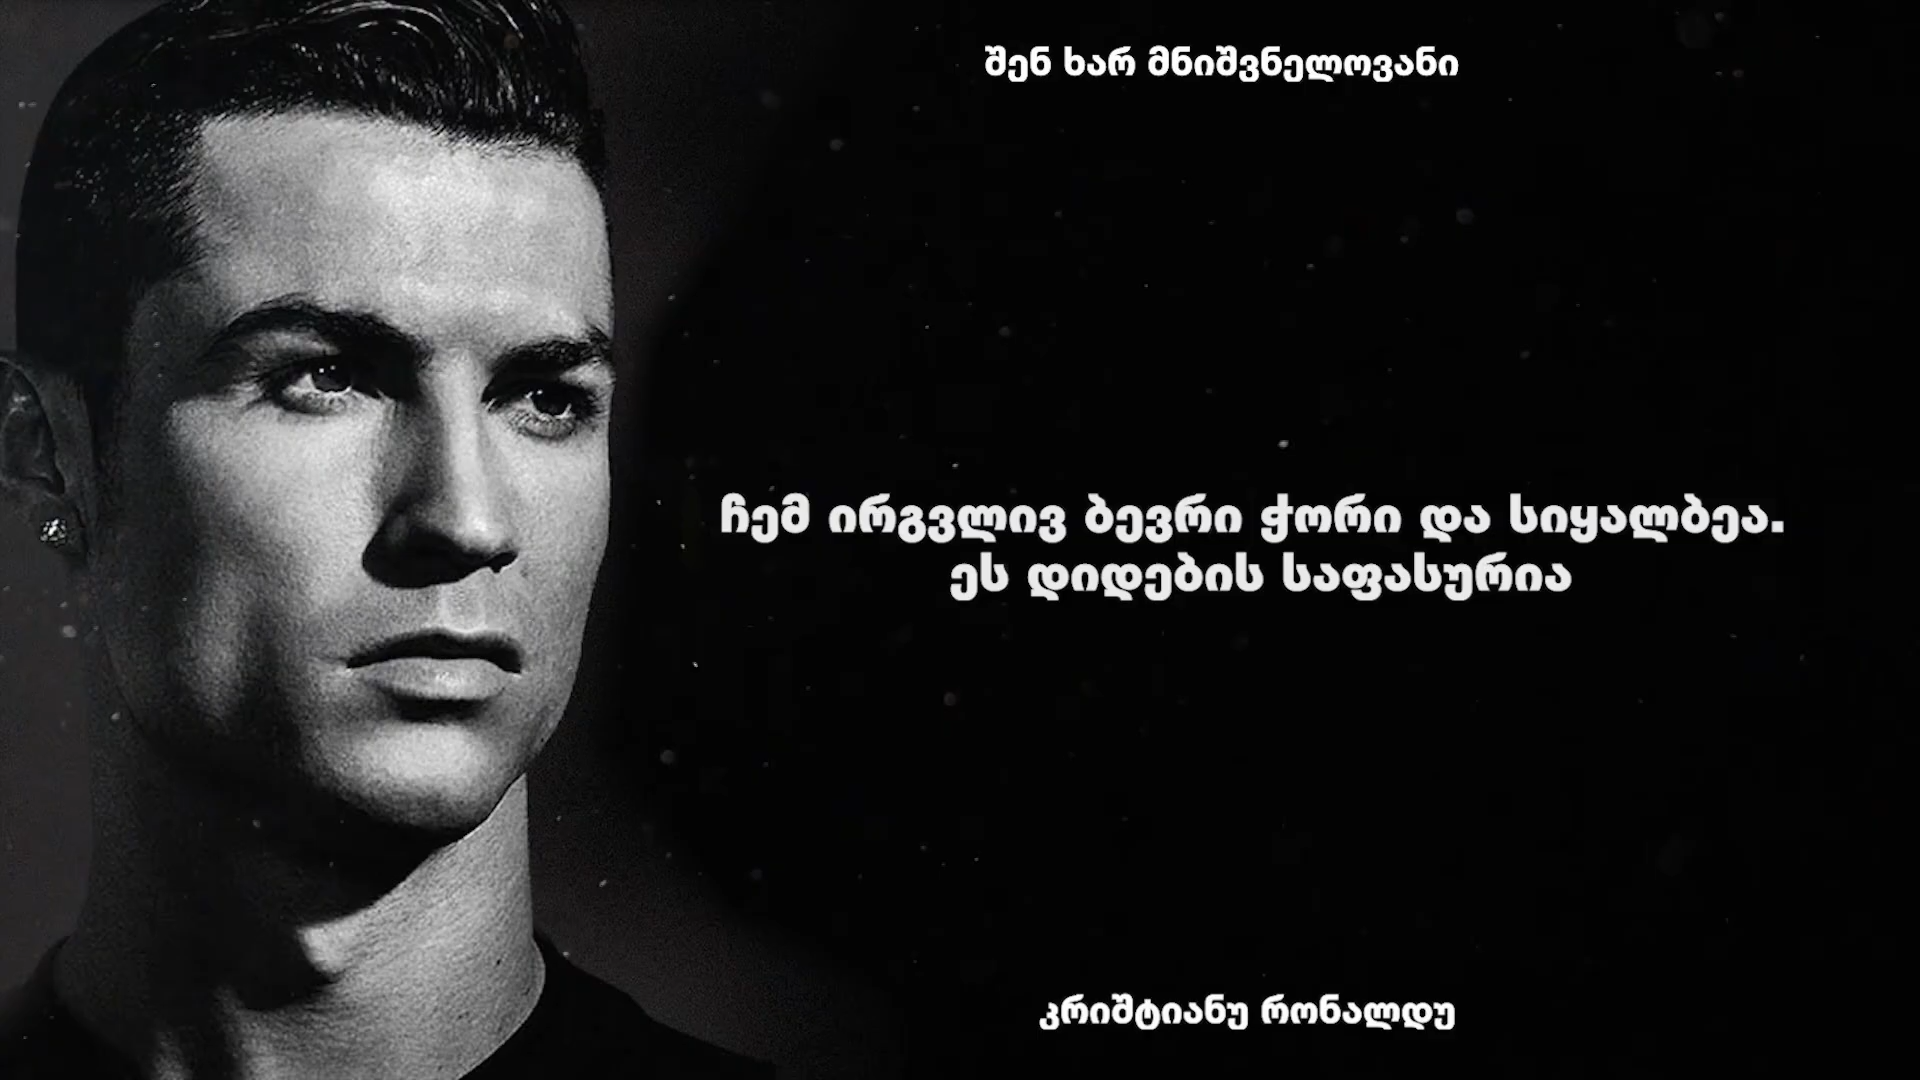 შენ ხარ მნიშვნელოვანი
ჩემ ირგვლივ ბევრი ჭორი და სიყალბეა.
ეს დიდების საფასურია
კრიშტიანუ რონალდუ